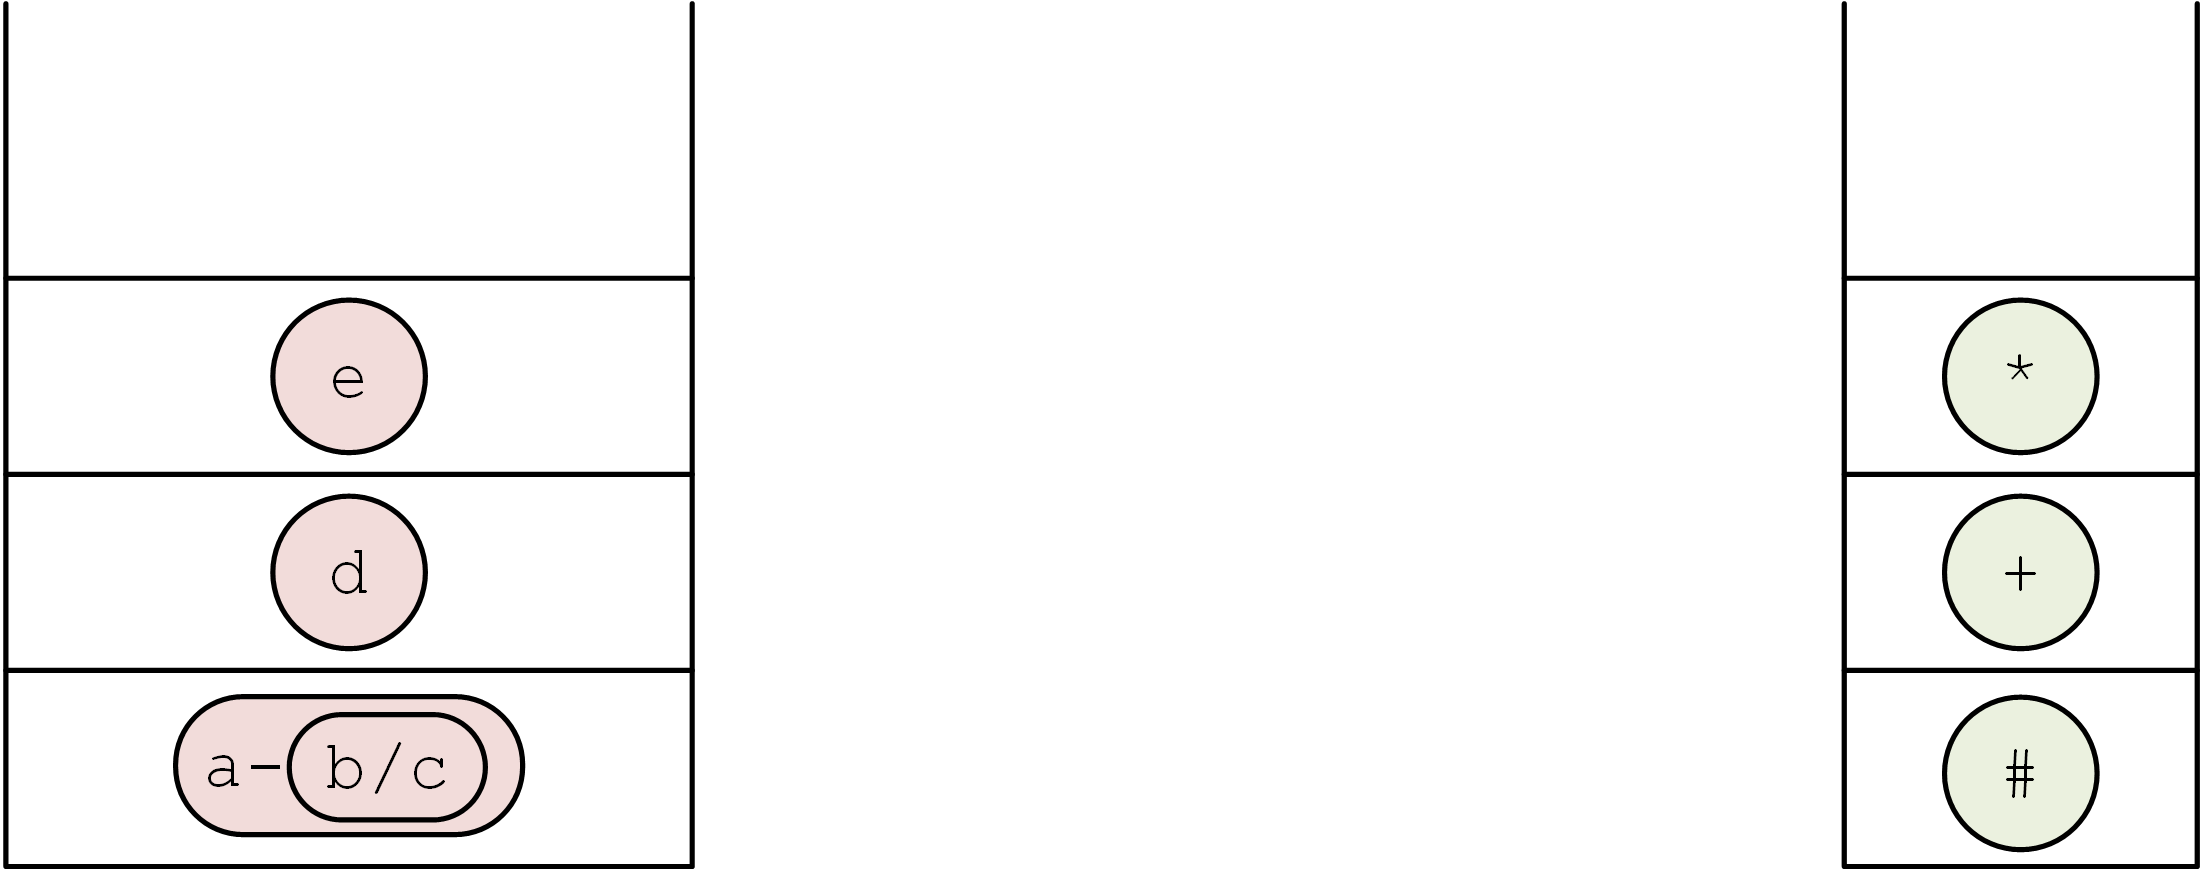 e *
d +
a-b/c #